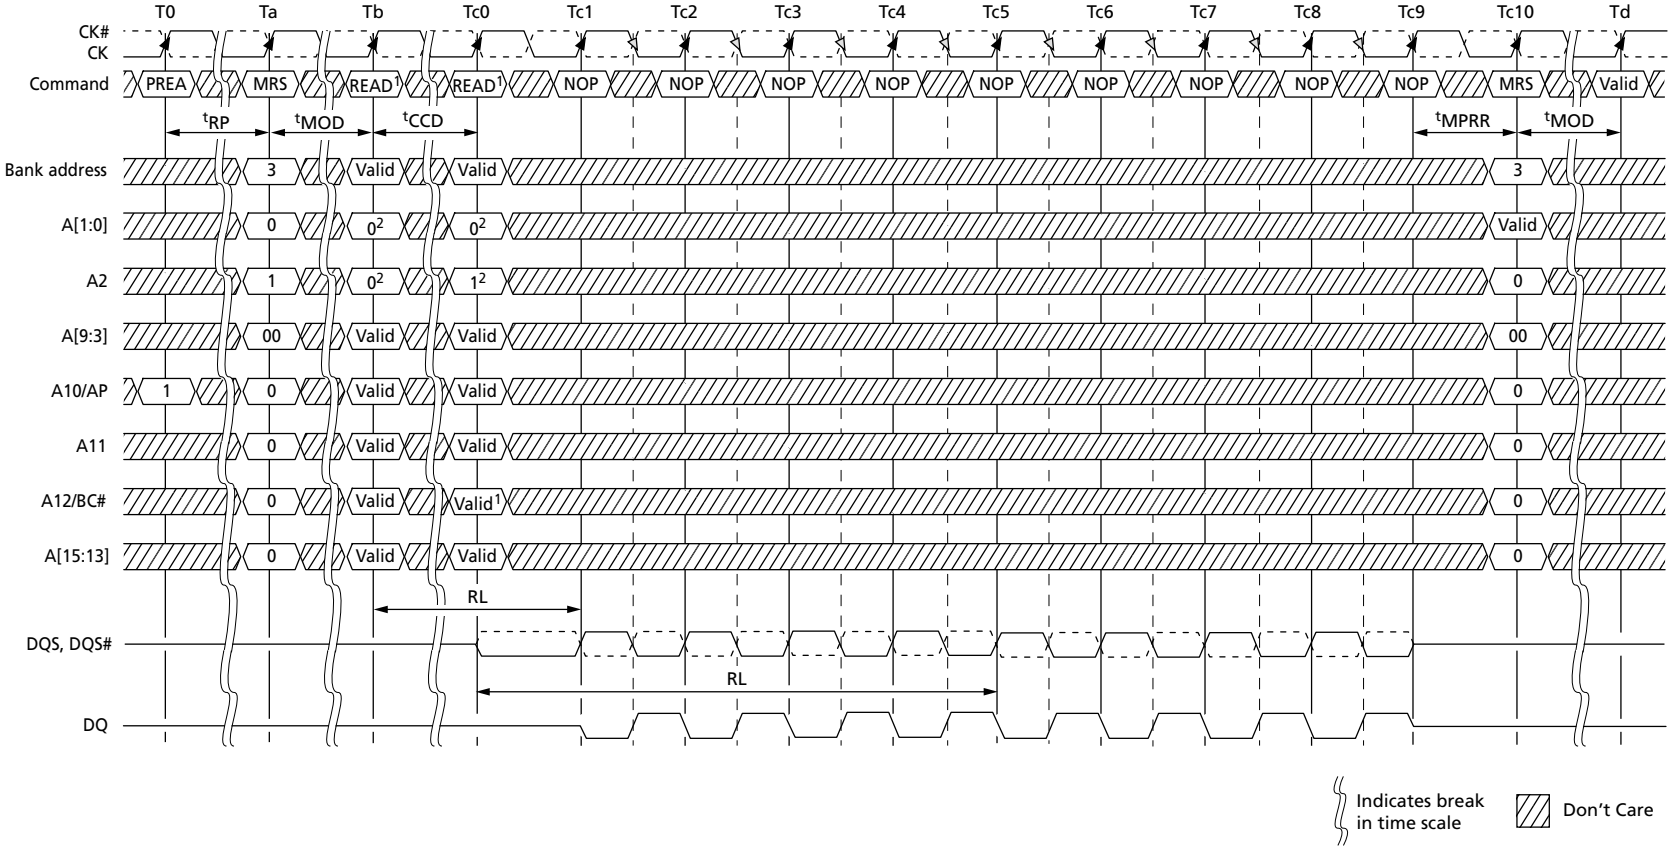 T0 Ta Tb Tc0 Tc1 Tc2 Tc3 Tc4 Tc5 Tc6 Tc7 Tc8 Tc9 Tc10 Td
CK#
CK
Command PREA MRS READ1 READ1 NOP NOP NOP NOP NOP NOP NOP NOP NOP MRS Valid
tRP tMOD tCCD tMPRR tMOD
Bank address 3 Valid Valid 3
A[1:0] 0 0² 0² Valid
A2 1 0² 1² 0
A[9:3] 00 Valid Valid 00
A10/AP 1 0 Valid Valid 0
A11 0 Valid Valid 0
A12/BC# 0 Valid Valid1 0
A[15:13] 0 Valid Valid 0
RL
DQS, DQS#
RL
DQ
Indicates break
in time scale
Don't Care